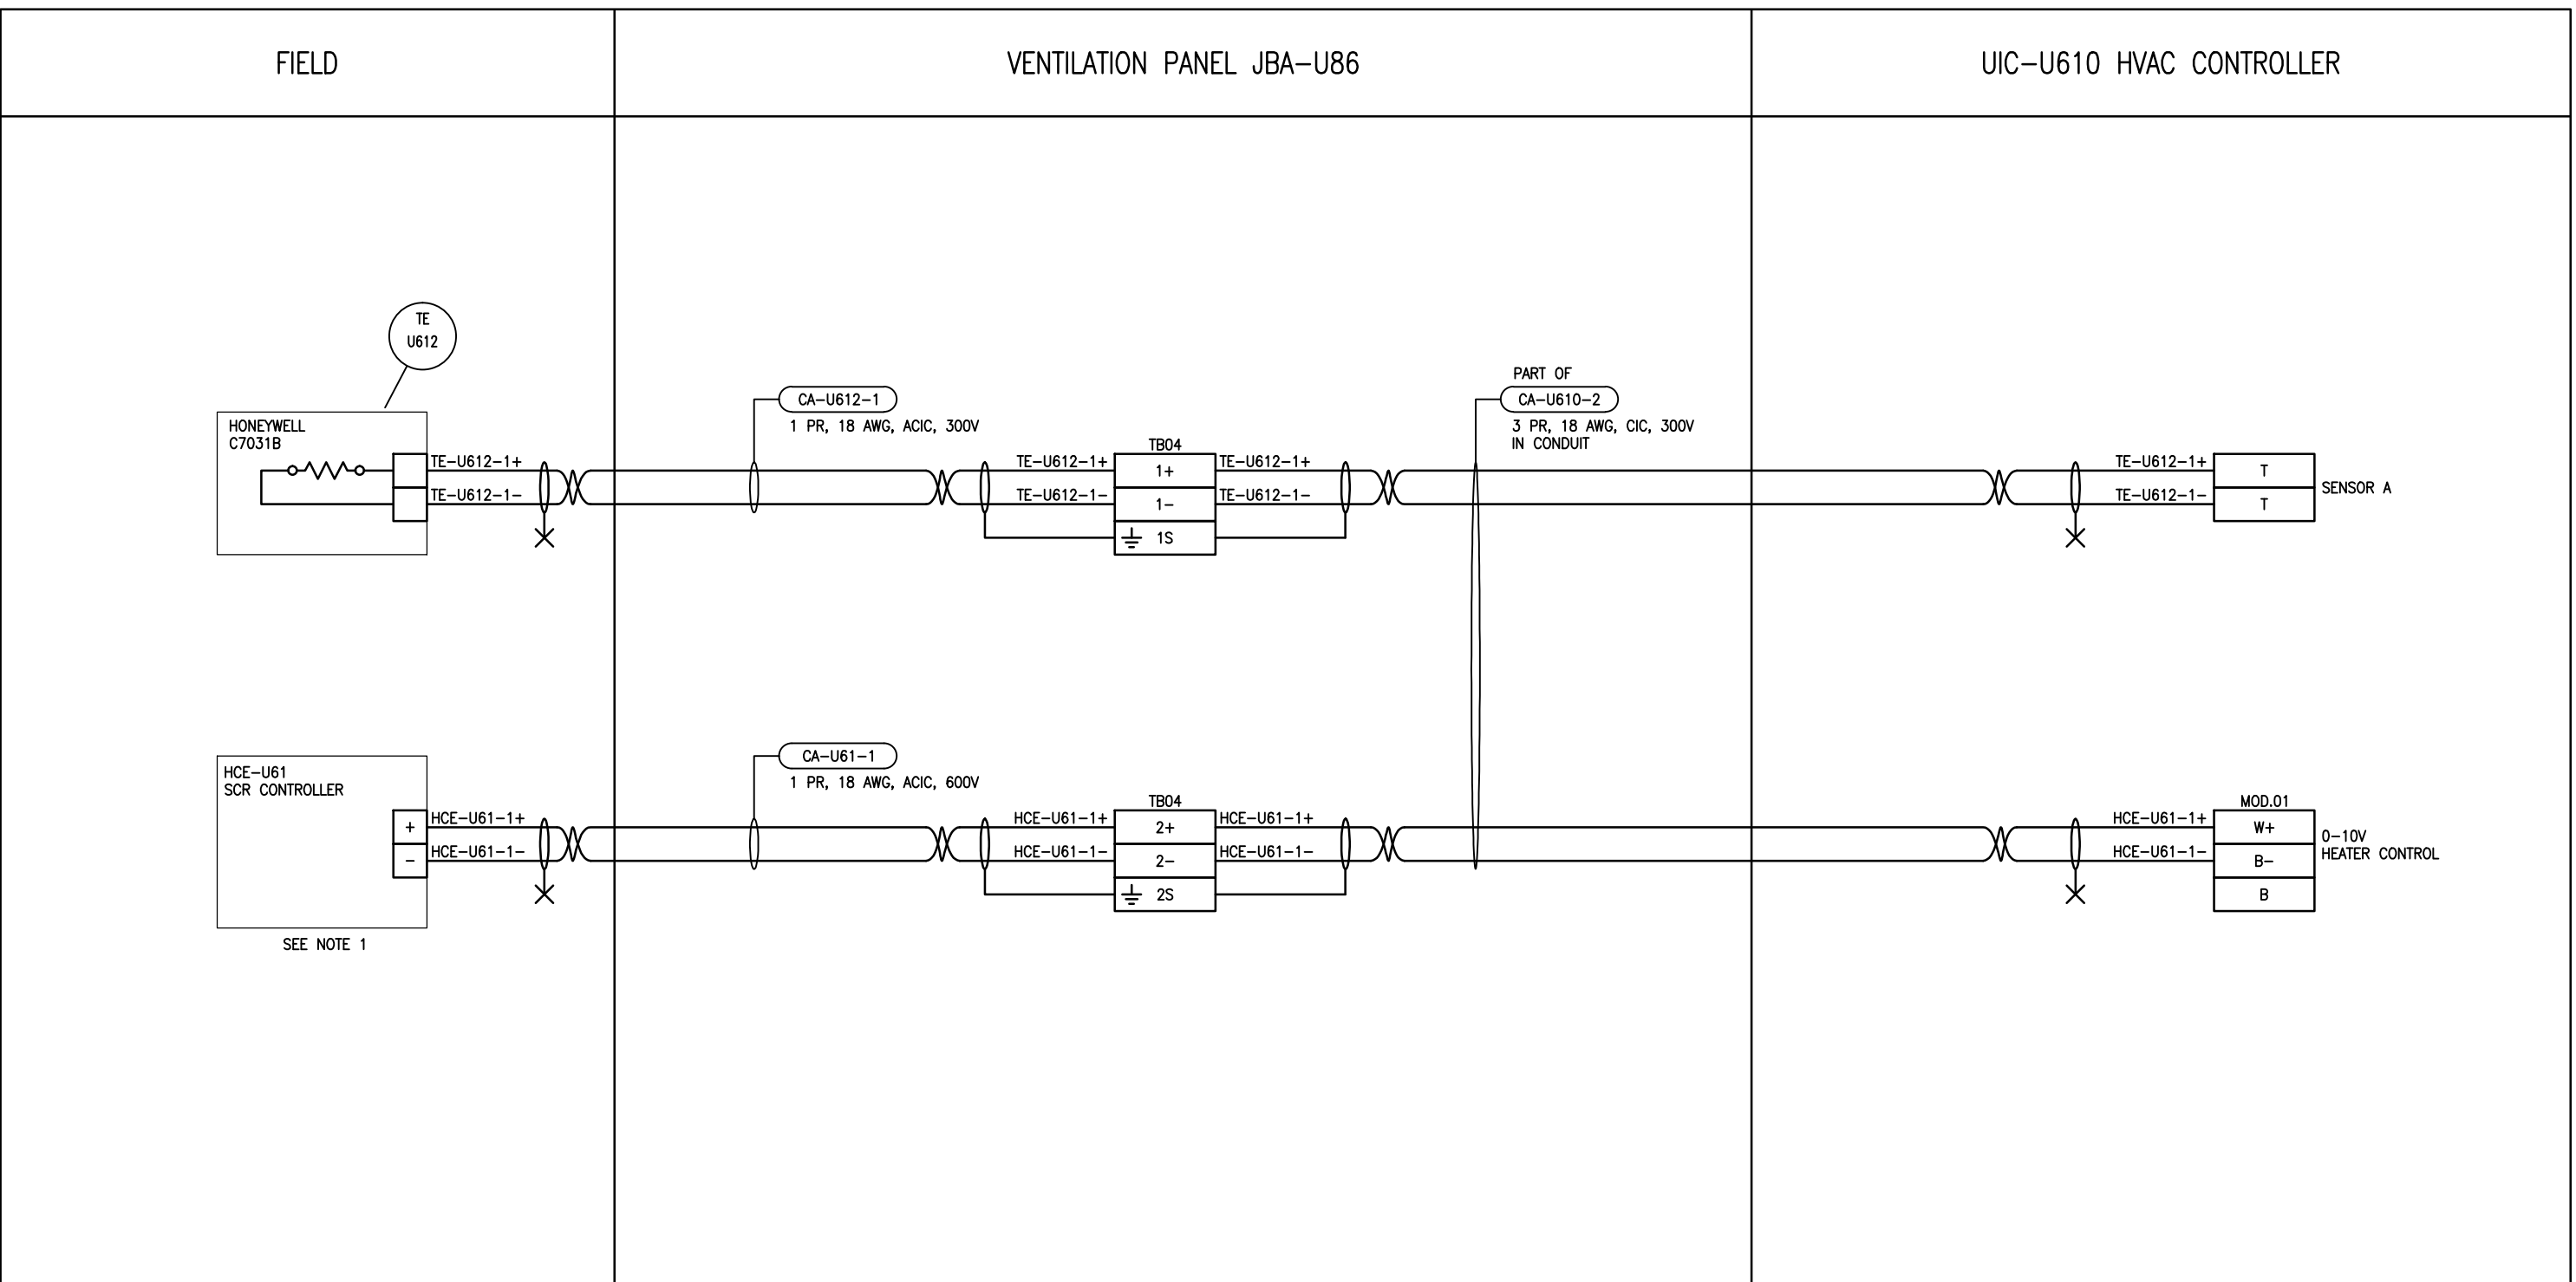 FIELD
VENTILATION PANEL JBA-U86
UIC-U610 HVAC CONTROLLER
TE
U612
HONEYWELL
C7031B
TE-U612-1+
TE-U612-1-
CA-U612-1
1 PR, 18 AWG, ACIC, 300V
TE-U612-1+
TE-U612-1-
TB04
1+
1-
1S
TE-U612-1+
TE-U612-1-
PART OF
CA-U610-2
3 PR, 18 AWG, CIC, 300V
IN CONDUIT
TE-U612-1+
TE-U612-1-
T
T
SENSOR A
HCE-U61
SCR CONTROLLER
+
-
HCE-U61-1+
HCE-U61-1-
SEE NOTE 1
CA-U61-1
1 PR, 18 AWG, ACIC, 600V
HCE-U61-1+
HCE-U61-1-
TB04
2+
2-
2S
HCE-U61-1+
HCE-U61-1-
HCE-U61-1+
HCE-U61-1-
MOD.01
W+
B-
B
0-10V
HEATER CONTROL